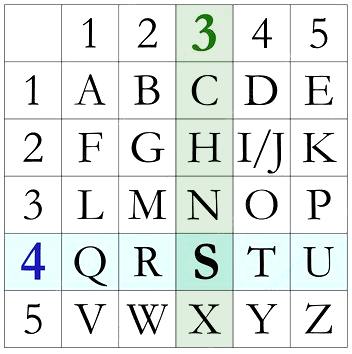 1 2 3 4 5
1 A B C D E
2 F G H I/J K
3 L M N O P
4 Q R S T U
5 V W X Y Z